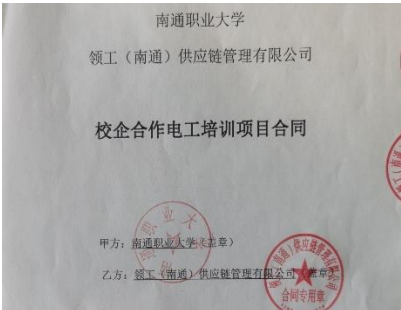 南通职业大学
领工（南通）供应链管理有限公司
校企合作电工培训项目合同
甲方：南通职业大学（盖章）
乙方：领工（南通）供应链管理有限公司（盖章）
合同专用章